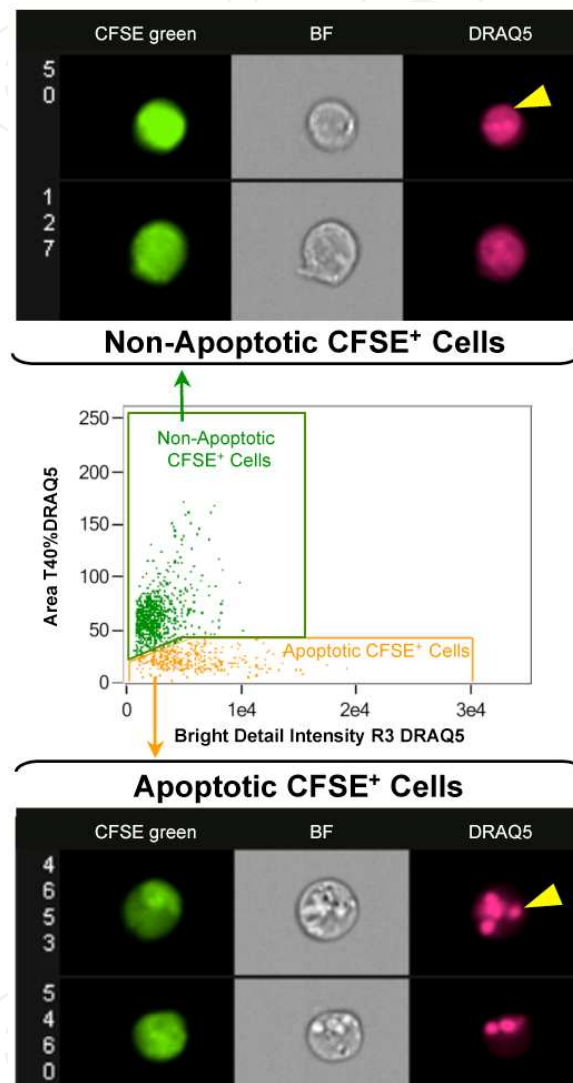 CFSE green BF DRAQ5
5
0
1
2
7
Non-Apoptotic CFSE⁺ Cells
250
Non-Apoptotic
CFSE⁺ Cells
200
150
100
50
Apoptotic CFSE⁺ Cells
0
Area T40%DRAQ5
0 1e4 2e4 3e4
Bright Detail Intensity R3 DRAQ5
Apoptotic CFSE⁺ Cells
CFSE green BF DRAQ5
4
6
5
3
5
4
6
0